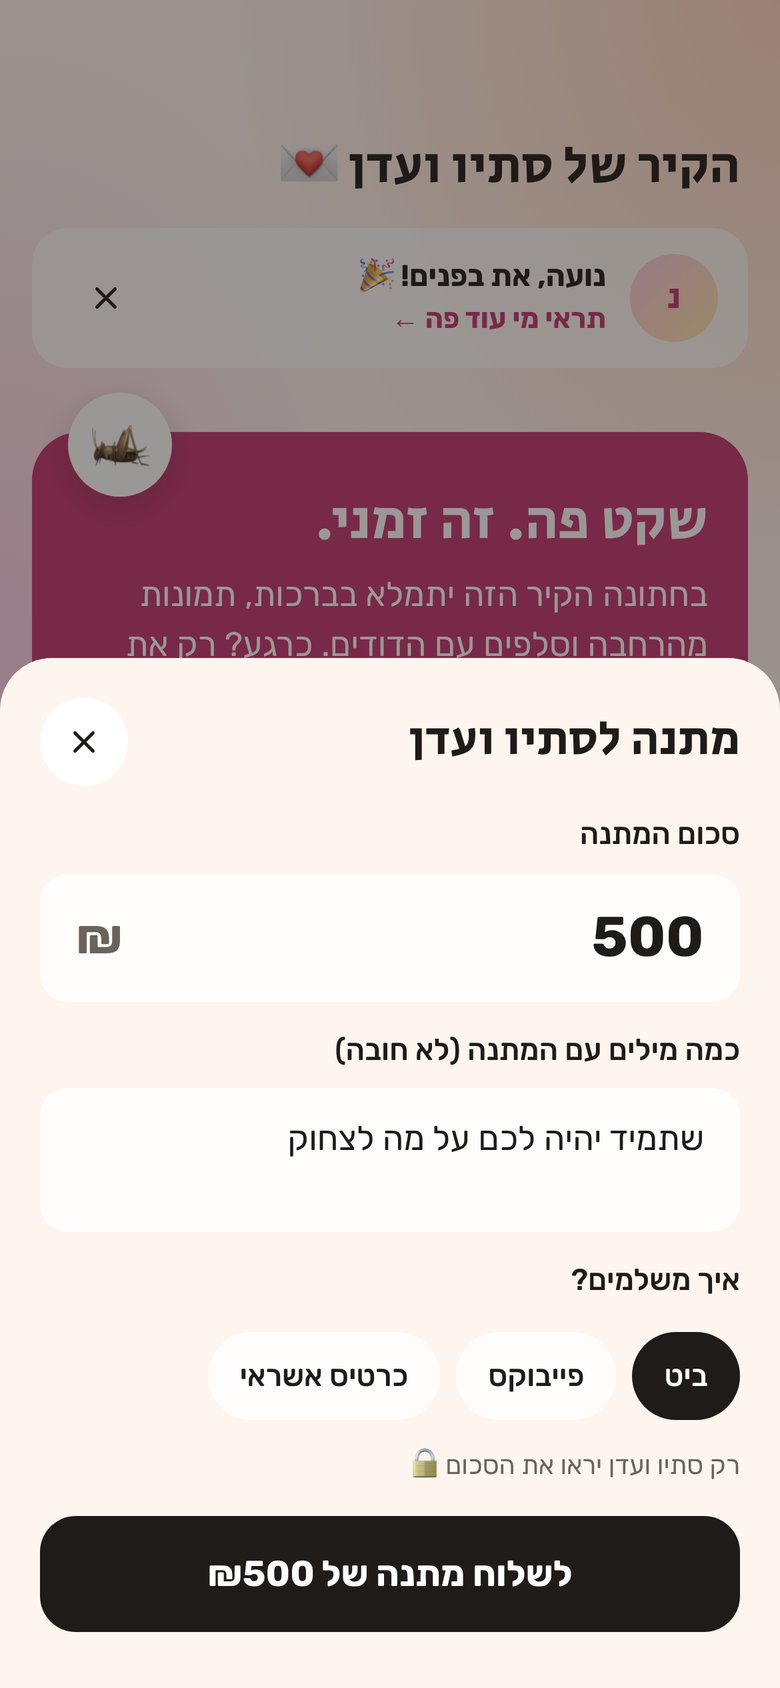 הקיר של סתיו ועדן 💌
נ
נועה, את בפנים! 🎉
תראי מי עוד פה ←
שקט פה. זה זמני.
בחתונה הקיר הזה יתמלא בברכות, תמונות
מהרחבה וסלפים עם הדודים. כרגע? רק את
מתנה לסתיו ועדן
סכום המתנה
500 ₪
כמה מילים עם המתנה (לא חובה)
שתמיד יהיה לכם על מה לצחוק
איך משלמים?
ביט
פייבוקס
כרטיס אשראי
רק סתיו ועדן יראו את הסכום 🔒
לשלוח מתנה של 500₪